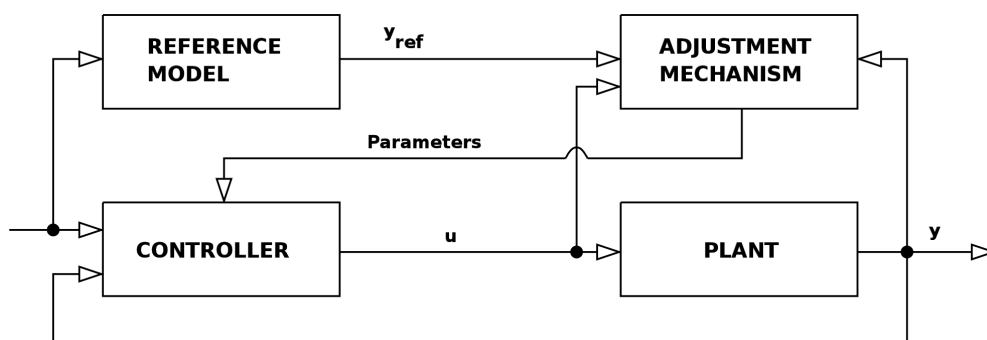 REFERENCE
MODEL
y ref
ADJUSTMENT
MECHANISM
Parameters
CONTROLLER
u
PLANT
y